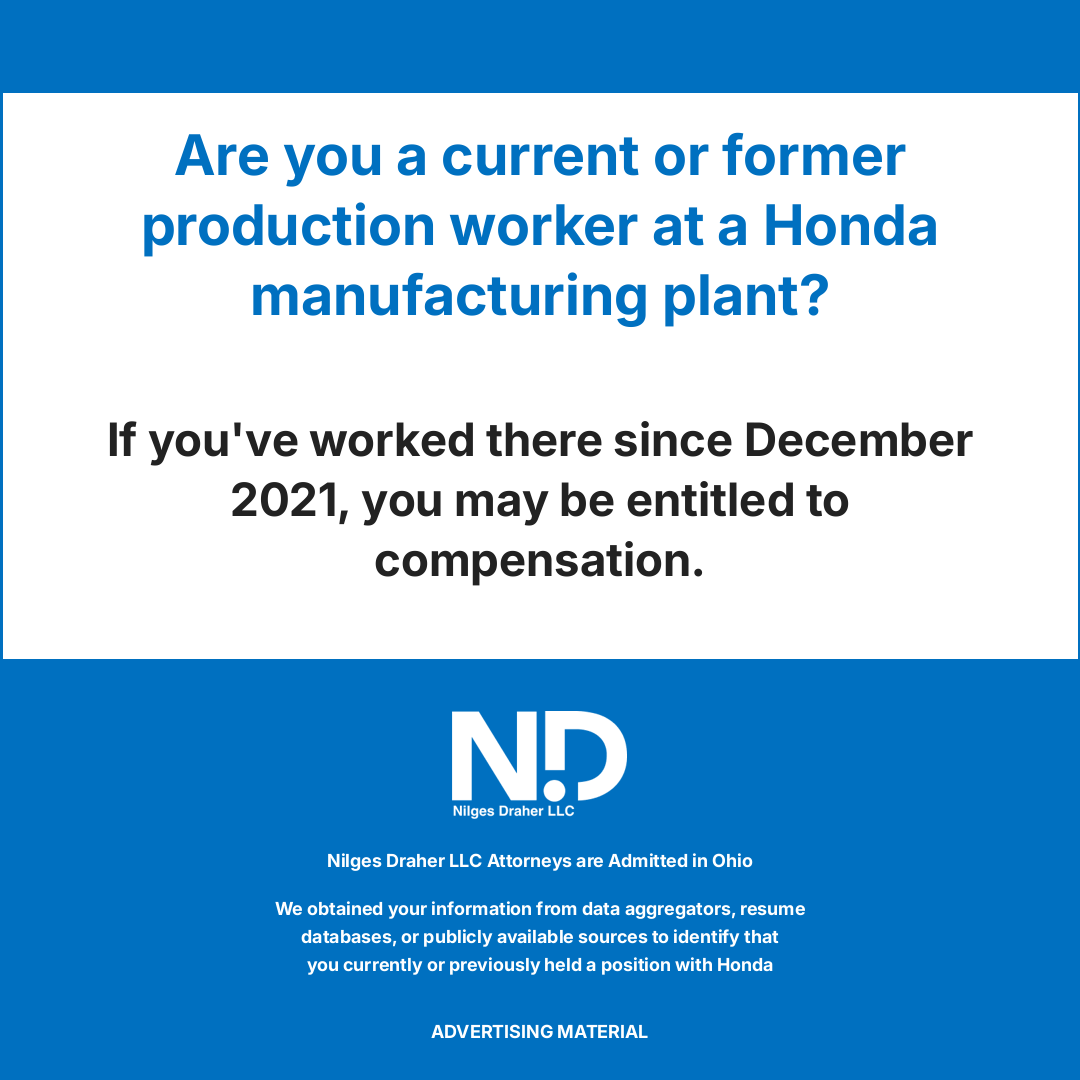 Are you a current or former
production worker at a Honda
manufacturing plant?
If you've worked there since December
2021, you may be entitled to
compensation.
ND
Nilges Draher LLC
Nilges Draher LLC Attorneys are Admitted in Ohio
We obtained your information from data aggregators, resume
databases, or publicly available sources to identify that
you currently or previously held a position with Honda
ADVERTISING MATERIAL